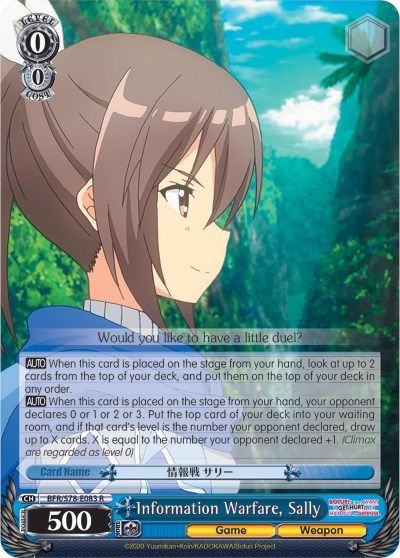 LEVEL
0
0
COST
Would you like to have a little duel?
AUTO When this card is placed on the stage from your hand, look at up to 2
cards from the top of your deck, and put them on the top of your deck in
any order.
AUTO When this card is placed on the stage from your hand, your opponent
declares 0 or 1 or 2 or 3. Put the top card of your deck into your waiting
room, and if that card's level is the number your opponent declared, draw
up to X cards. X is equal to the number your opponent declared +1. (Climax
are regarded as level 0)
Card Name
情報戦 サリー
CH BFR/S78-E083 R
Information Warfare, Sally
POWER
500
Game
Weapon
©2020 Yuumikan・Koin/KADOKAWA/Bofuri Project